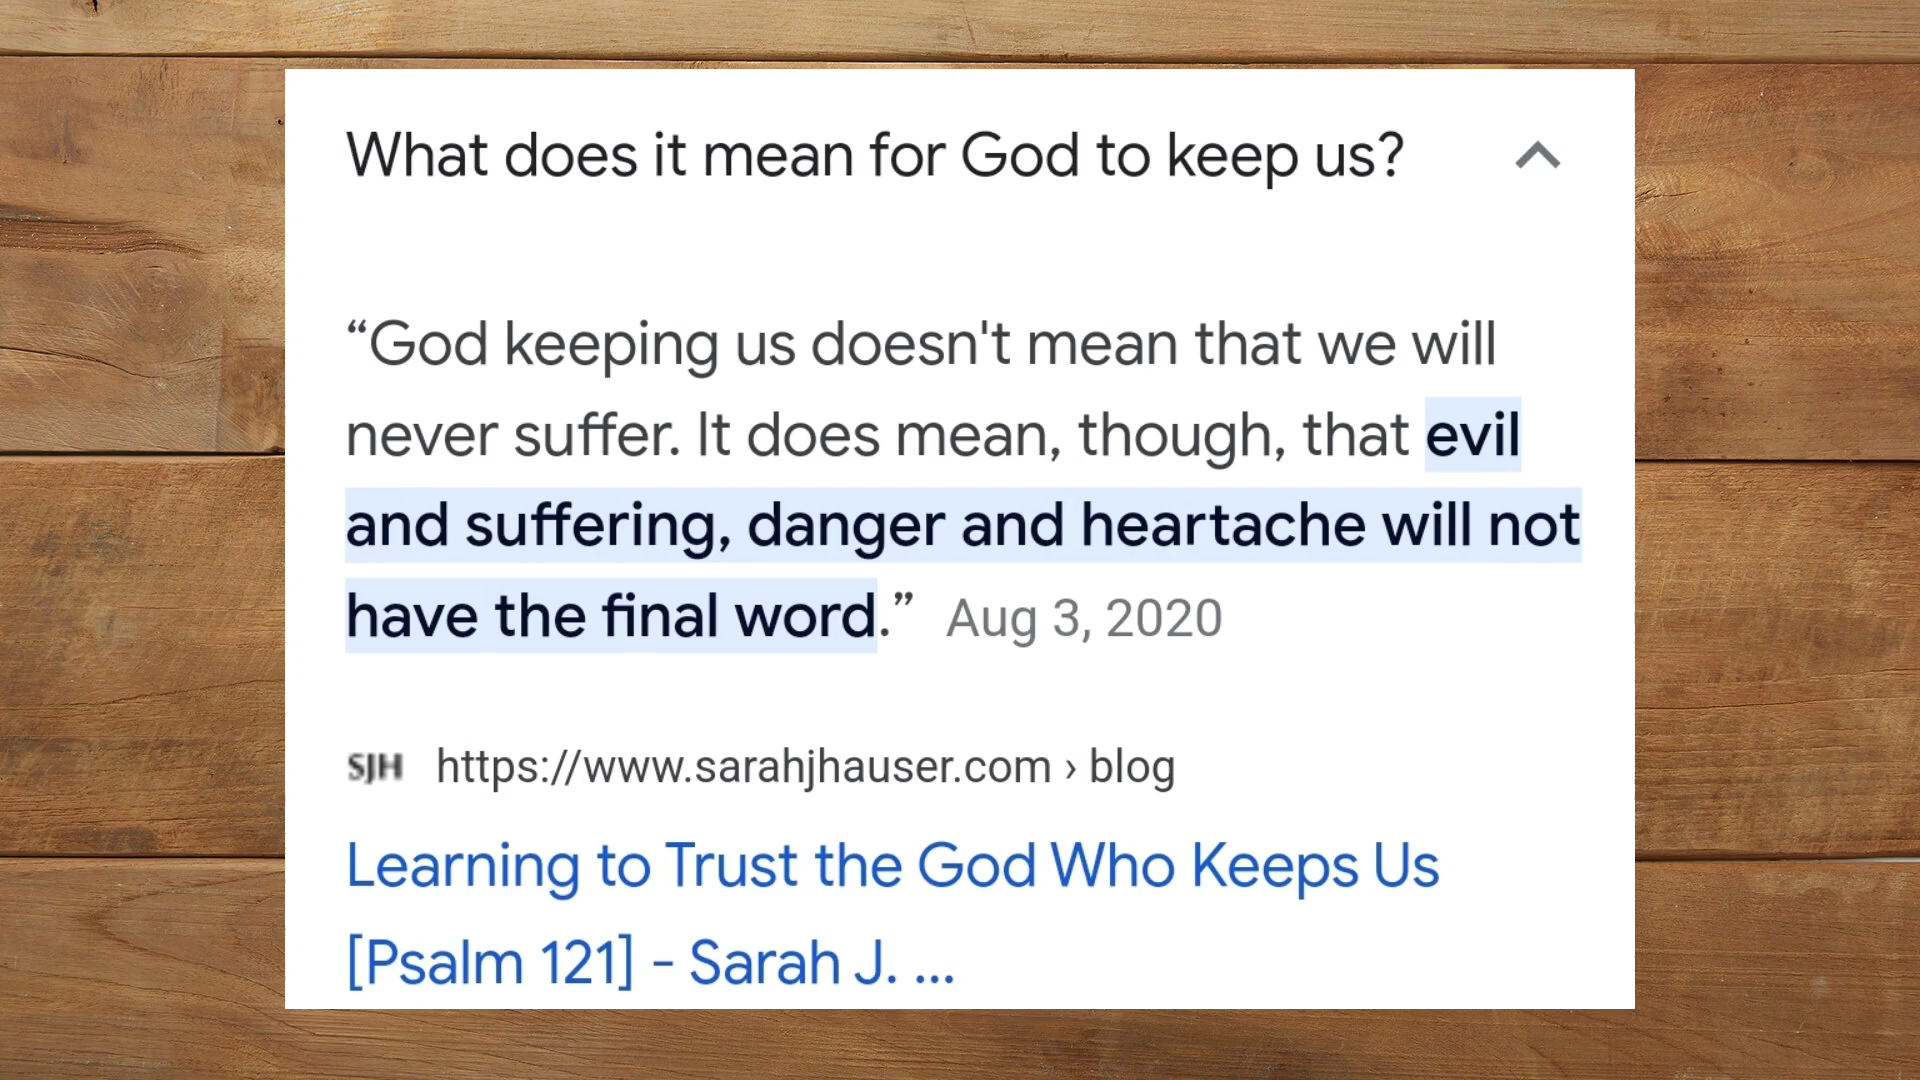 What does it mean for God to keep us?
“God keeping us doesn't mean that we will
never suffer. It does mean, though, that evil
and suffering, danger and heartache will not
have the final word.” Aug 3, 2020
SJH https://www.sarahjhauser.com › blog
Learning to Trust the God Who Keeps Us
[Psalm 121] - Sarah J. ...